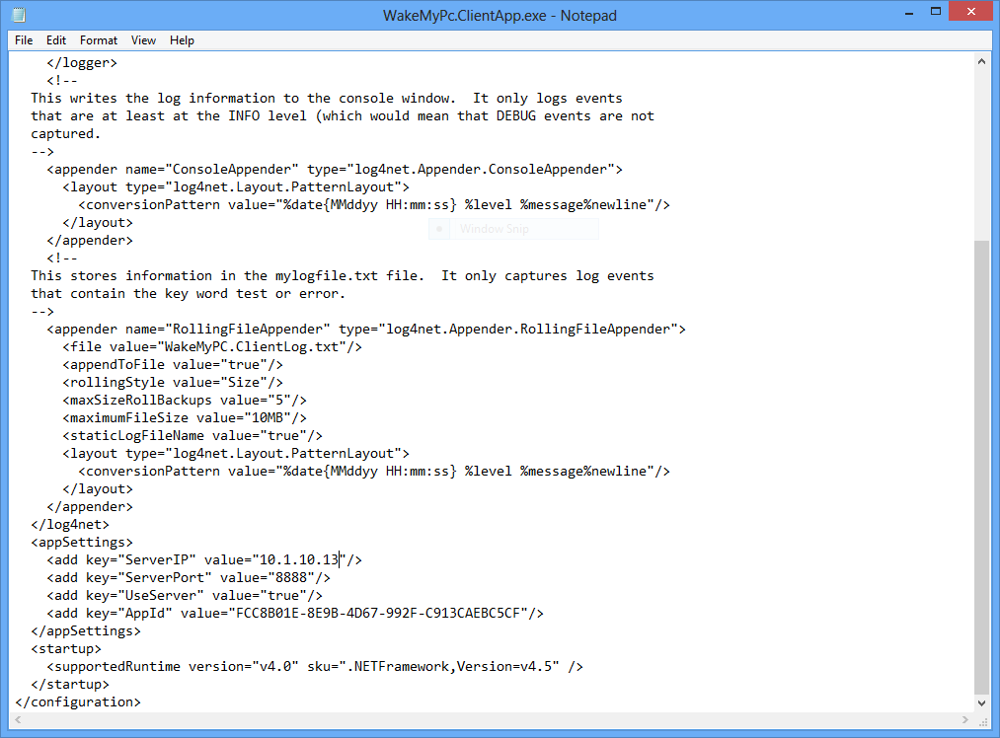 WakeMyPc.ClientApp.exe - Notepad
File Edit Format View Help
</logger>
<!--
This writes the log information to the console window.  It only logs events
that are at least at the INFO level (which would mean that DEBUG events are not
captured.
-->
<appender name="ConsoleAppender" type="log4net.Appender.ConsoleAppender">
<layout type="log4net.Layout.PatternLayout">
<conversionPattern value="%date{MMddyy HH:mm:ss} %level %message%newline"/>
</layout>
Window Snip
</appender>
<!--
This stores information in the mylogfile.txt file.  It only captures log events
that contain the key word test or error.
-->
<appender name="RollingFileAppender" type="log4net.Appender.RollingFileAppender">
<file value="WakeMyPC.ClientLog.txt"/>
<appendToFile value="true"/>
<rollingStyle value="Size"/>
<maxSizeRollBackups value="5"/>
<maximumFileSize value="10MB"/>
<staticLogFileName value="true"/>
<layout type="log4net.Layout.PatternLayout">
<conversionPattern value="%date{MMddyy HH:mm:ss} %level %message%newline"/>
</layout>
</appender>
</log4net>
<appSettings>
<add key="ServerIP" value="10.1.10.13"/>
<add key="ServerPort" value="8888"/>
<add key="UseServer" value="true"/>
<add key="AppId" value="FCC8B01E-8E9B-4D67-992F-C913CAEBC5CF"/>
</appSettings>
<startup>
<supportedRuntime version="v4.0" sku=".NETFramework,Version=v4.5" />
</startup>
</configuration>